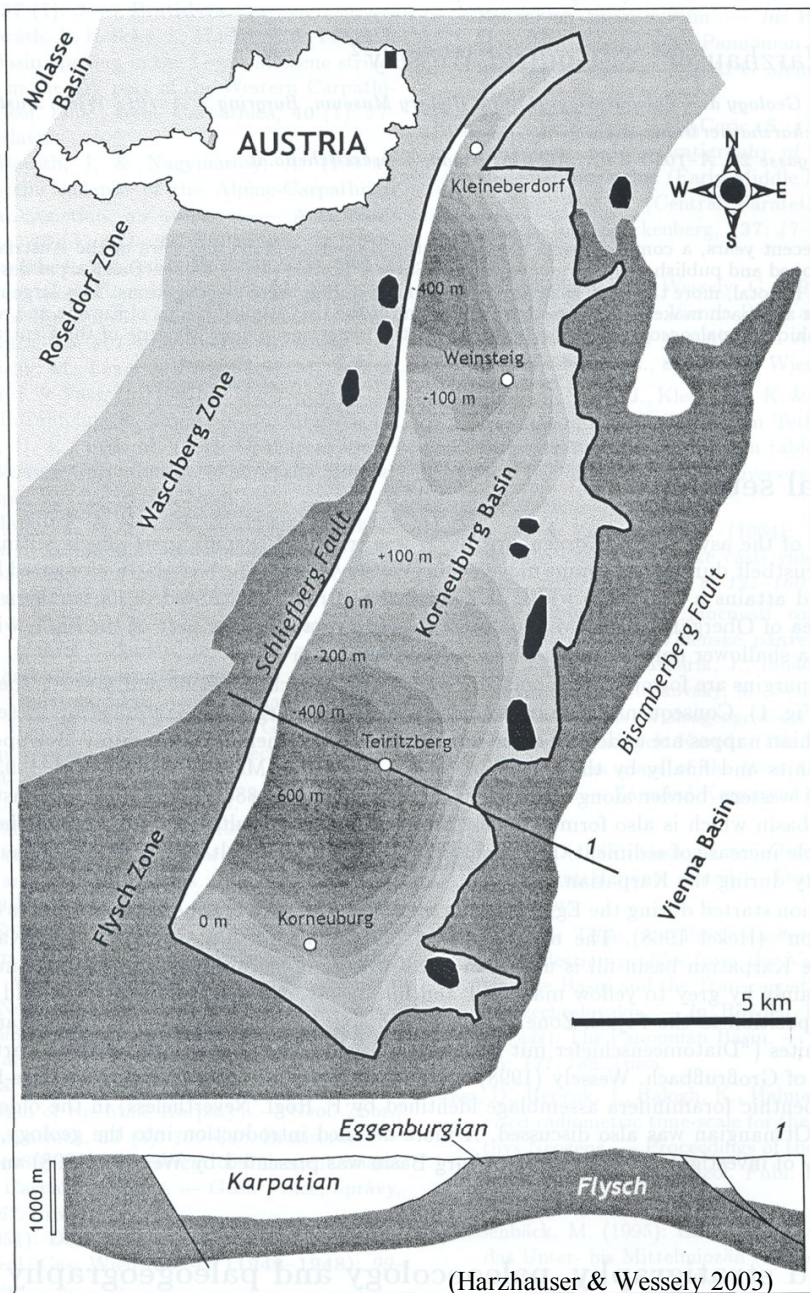 Molasse
Basin
AUSTRIA
Kleineberdorf
N
W
E
S
Roseldorf Zone
-400 m
Weinsteig
-100 m
Waschberg Zone
Korneuburg Basin
Schliefberg Fault
+100 m
0 m
-200 m
-400 m
Teiritzberg
-600 m
Bisamberberg Fault
1
Vienna Basin
Flysch Zone
0 m
Korneuburg
5 km
Eggenburgian
1
1000 m
Karpatian
Flysch
(Harzhauser & Wessely 2003)